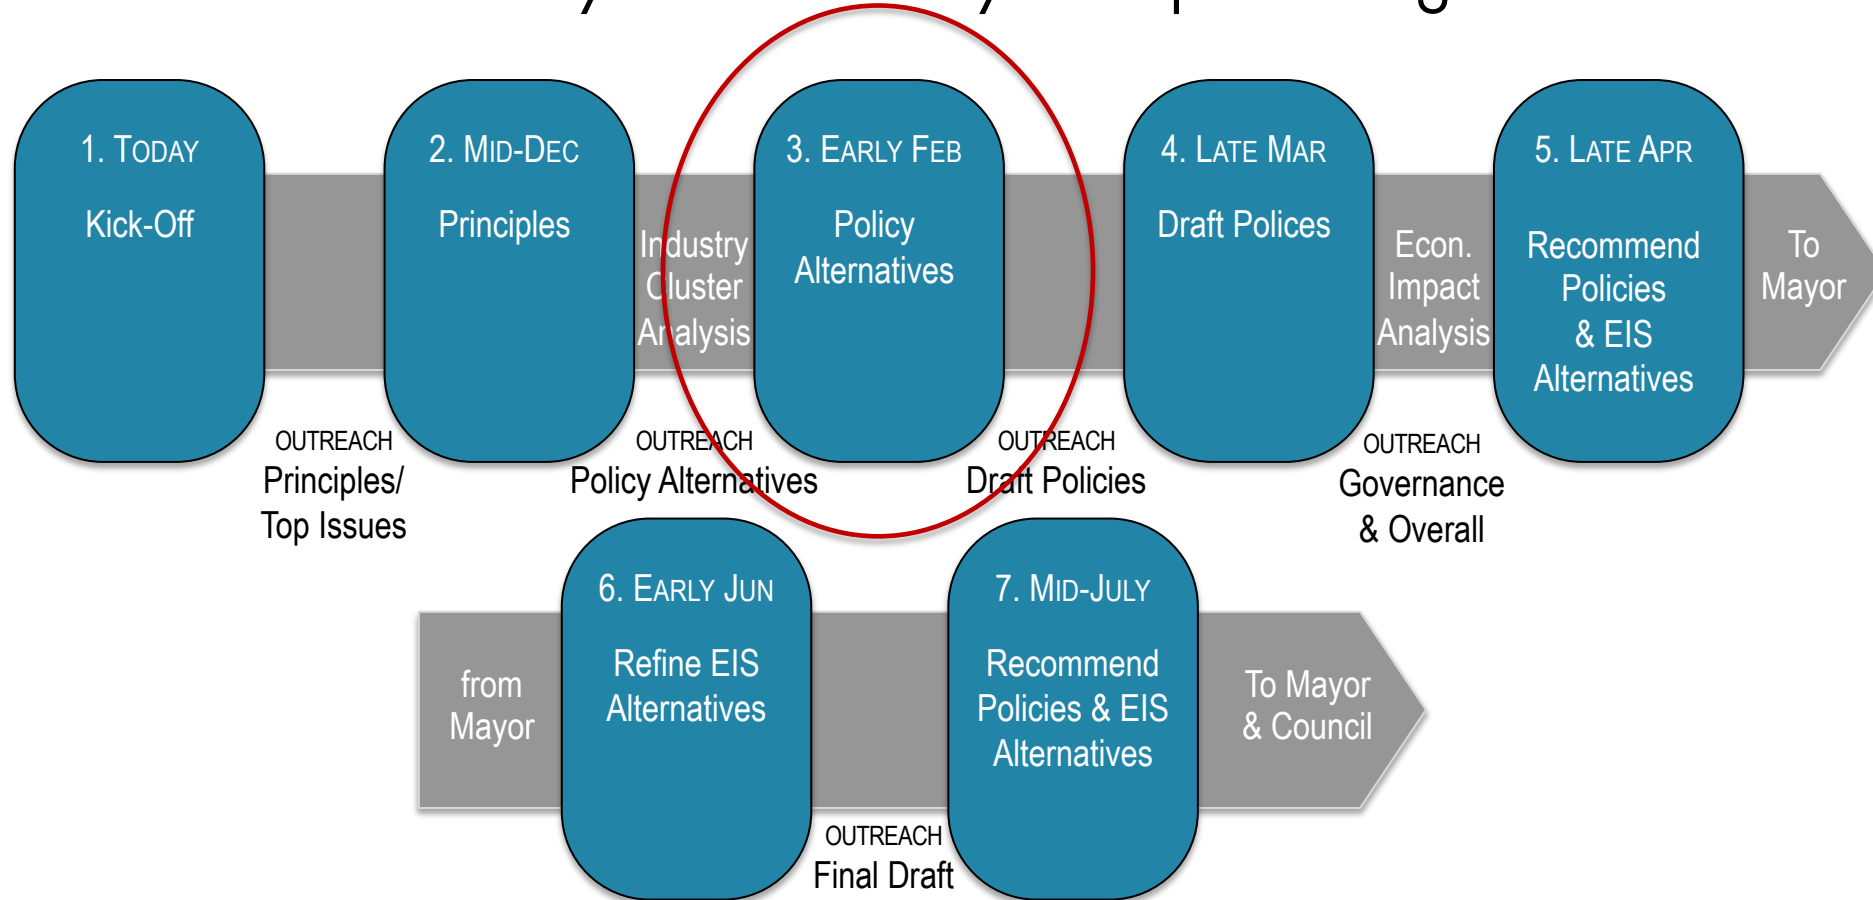 1. TODAY
Kick-Off
2. MID-DEC
Principles
Industry
Cluster
Analysis
3. EARLY FEB
Policy
Alternatives
4. LATE MAR
Draft Polices
Econ.
Impact
Analysis
5. LATE APR
Recommend
Policies
& EIS
Alternatives
To
Mayor
OUTREACH
Principles/
Top Issues
OUTREACH
Policy Alternatives
OUTREACH
Draft Policies
OUTREACH
Governance
& Overall
from
Mayor
6. EARLY JUN
Refine EIS
Alternatives
7. MID-JULY
Recommend
Policies & EIS
Alternatives
To Mayor
& Council
OUTREACH
Final Draft